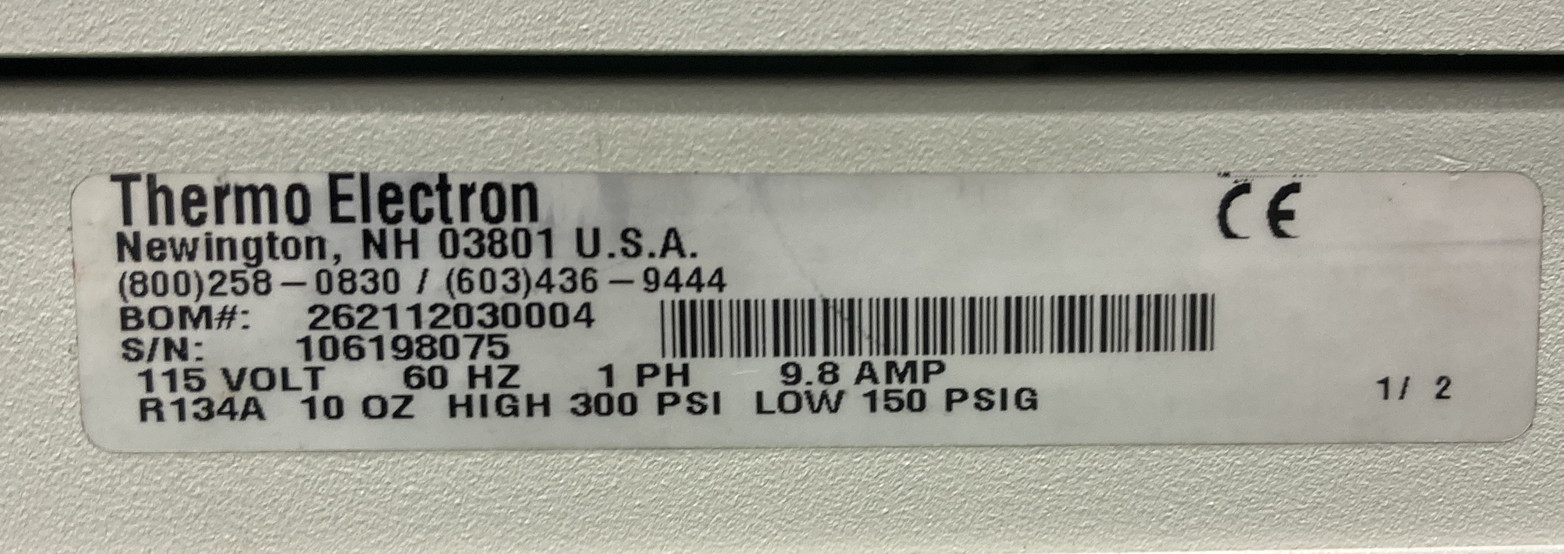 Thermo Electron
CE
Newington, NH 03801 U.S.A.
(800)258-0830 / (603)436-9444
BOM#: 262112030004
S/N: 106198075
115 VOLT 60 HZ 1 PH 9.8 AMP
R134A 10 OZ HIGH 300 PSI LOW 150 PSIG
1/ 2